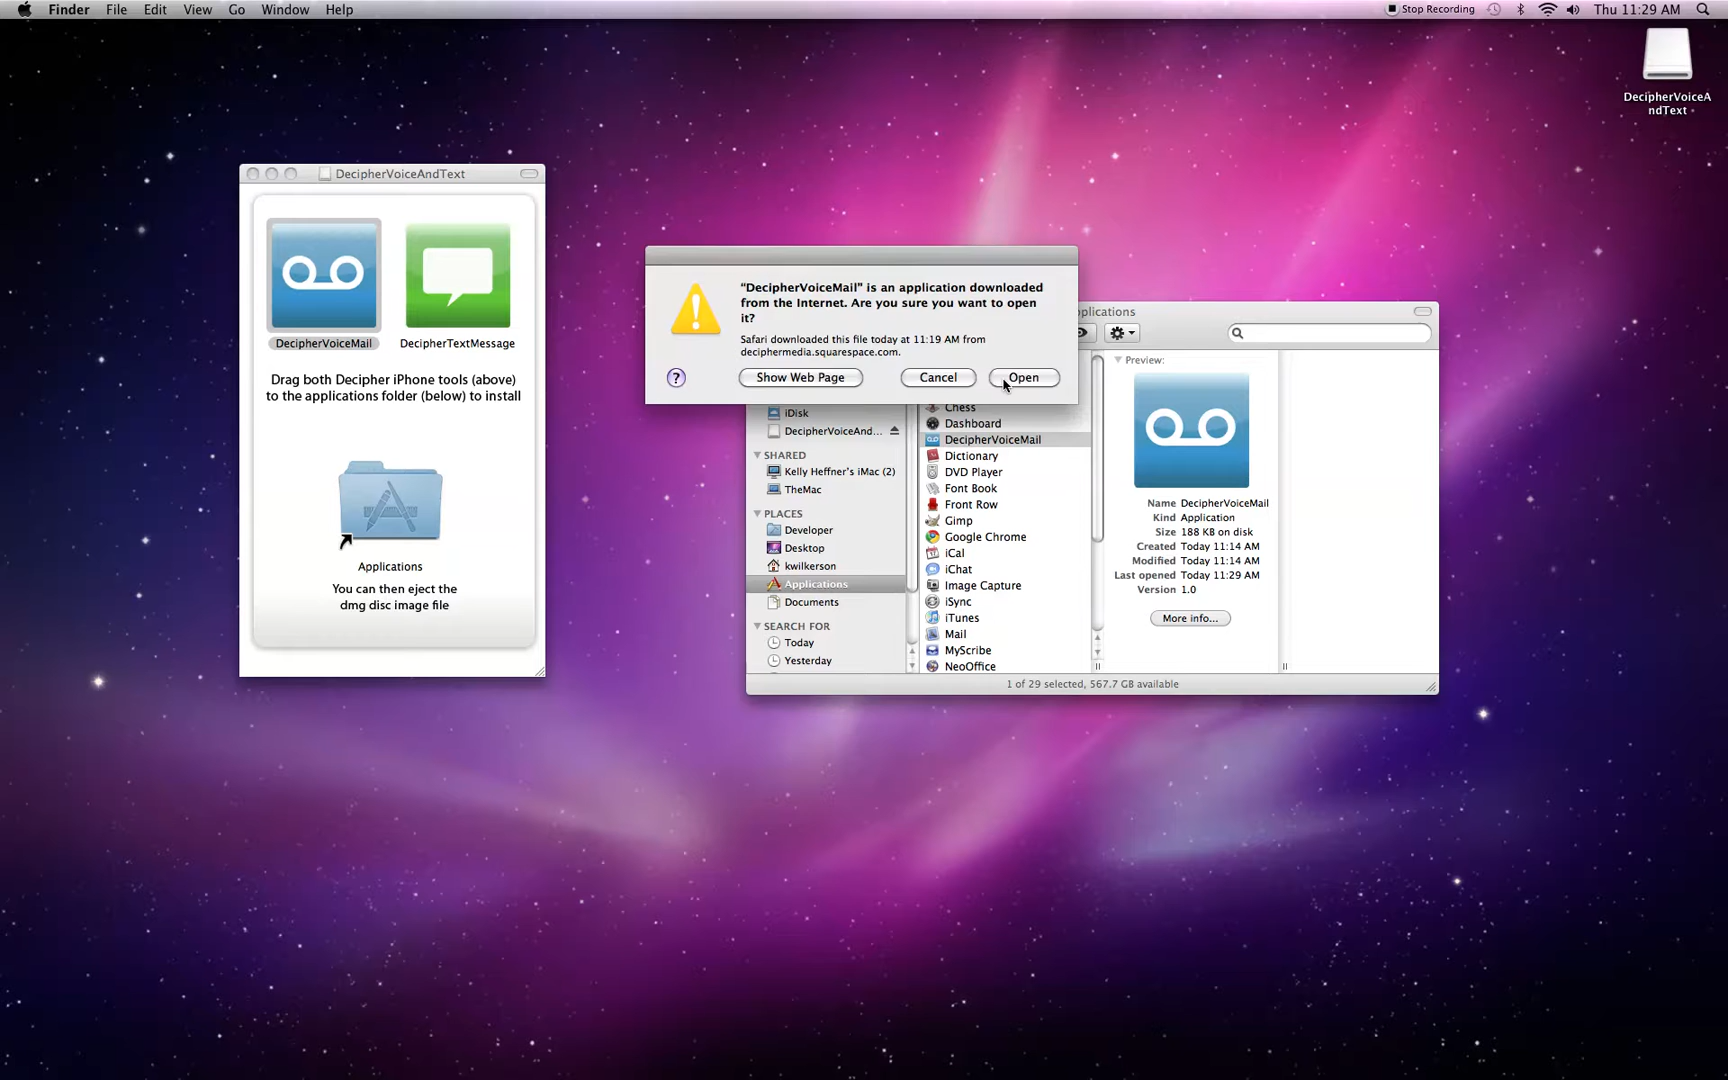 Finder File Edit View Go Window Help
Stop Recording Thu 11:29 AM
DecipherVoiceA
ndText
DecipherVoiceAndText
DecipherVoiceMail DecipherTextMessage
Drag both Decipher iPhone tools (above)
to the applications folder (below) to install
Applications
You can then eject the
dmg disc image file
“DecipherVoiceMail” is an application downloaded
from the Internet. Are you sure you want to open
it?
Safari downloaded this file today at 11:19 AM from
deciphermedia.squarespace.com.
? Show Web Page Cancel Open
pplications
iDisk
DecipherVoiceAnd...
SHARED
Kelly Heffner's iMac (2)
TheMac
PLACES
Developer
Desktop
kwilkerson
Applications
Documents
SEARCH FOR
Today
Yesterday
Chess
Dashboard
DecipherVoiceMail
Dictionary
DVD Player
Font Book
Front Row
Gimp
Google Chrome
iCal
iChat
Image Capture
iSync
iTunes
Mail
MyScribe
NeoOffice
Preview:
Name DecipherVoiceMail
Kind Application
Size 188 KB on disk
Created Today 11:14 AM
Modified Today 11:14 AM
Last opened Today 11:29 AM
Version 1.0
More info...
1 of 29 selected, 567.7 GB available